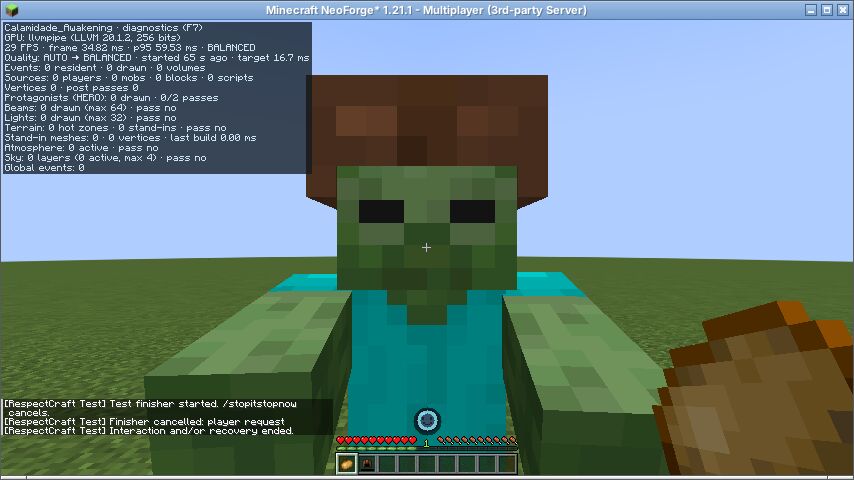 Minecraft NeoForge* 1.21.1 - Multiplayer (3rd-party Server)
Calamidade_Awakening · diagnostics (F7)
GPU: llvmpipe (LLVM 20.1.2, 256 bits)
29 FPS · frame 34.82 ms · p95 59.53 ms · BALANCED
Quality: AUTO → BALANCED · started 65 s ago · target 16.7 ms
Events: 0 resident · 0 drawn · 0 volumes
Sources: 0 players · 0 mobs · 0 blocks · 0 scripts
Vertices 0 · post passes 0
Protagonists (HERO): 0 drawn · 0/2 passes
Beams: 0 drawn (max 64) · pass no
Lights: 0 drawn (max 32) · pass no
Terrain: 0 hot zones · 0 stand-ins · pass no
Stand-in meshes: 0 · 0 vertices · last build 0.00 ms
Atmosphere: 0 active · pass no
Sky: 0 layers (0 active, max 4) · pass no
Global events: 0
[RespectCraft Test] Test finisher started. /stopitstopnow
cancels.
[RespectCraft Test] Finisher cancelled: player request
[RespectCraft Test] Interaction and/or recovery ended.
1